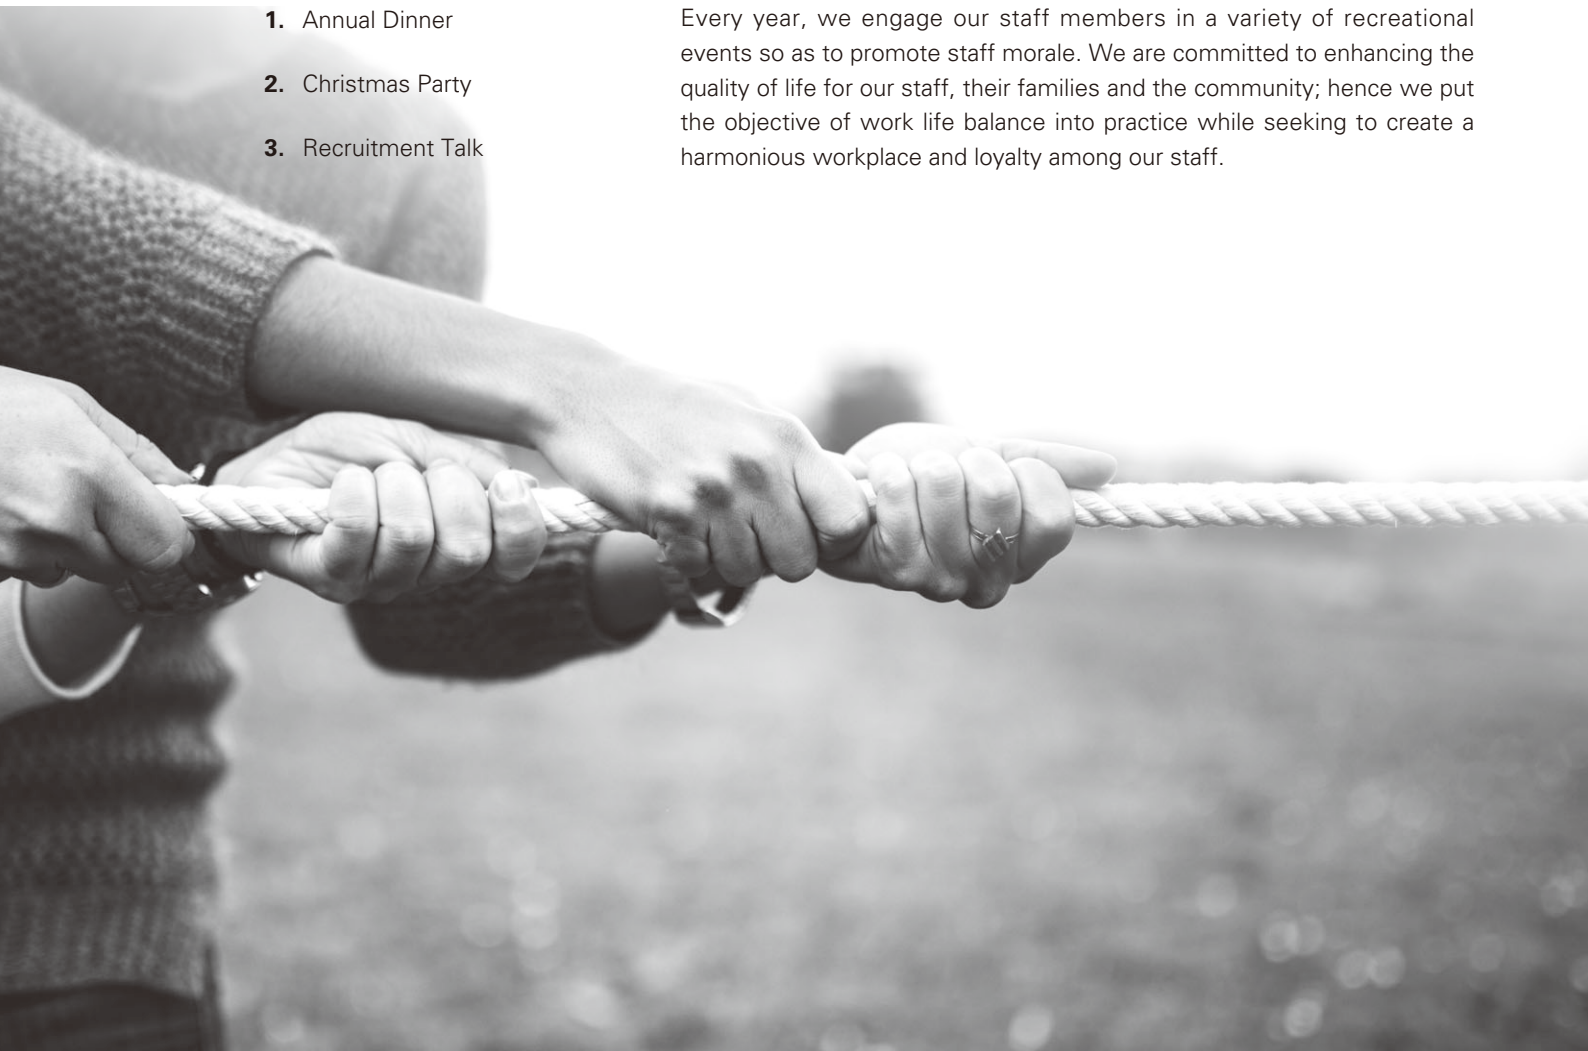 1. Annual Dinner
2. Christmas Party
3. Recruitment Talk
Every year, we engage our staff members in a variety of recreational
events so as to promote staff morale. We are committed to enhancing the
quality of life for our staff, their families and the community; hence we put
the objective of work life balance into practice while seeking to create a
harmonious workplace and loyalty among our staff.